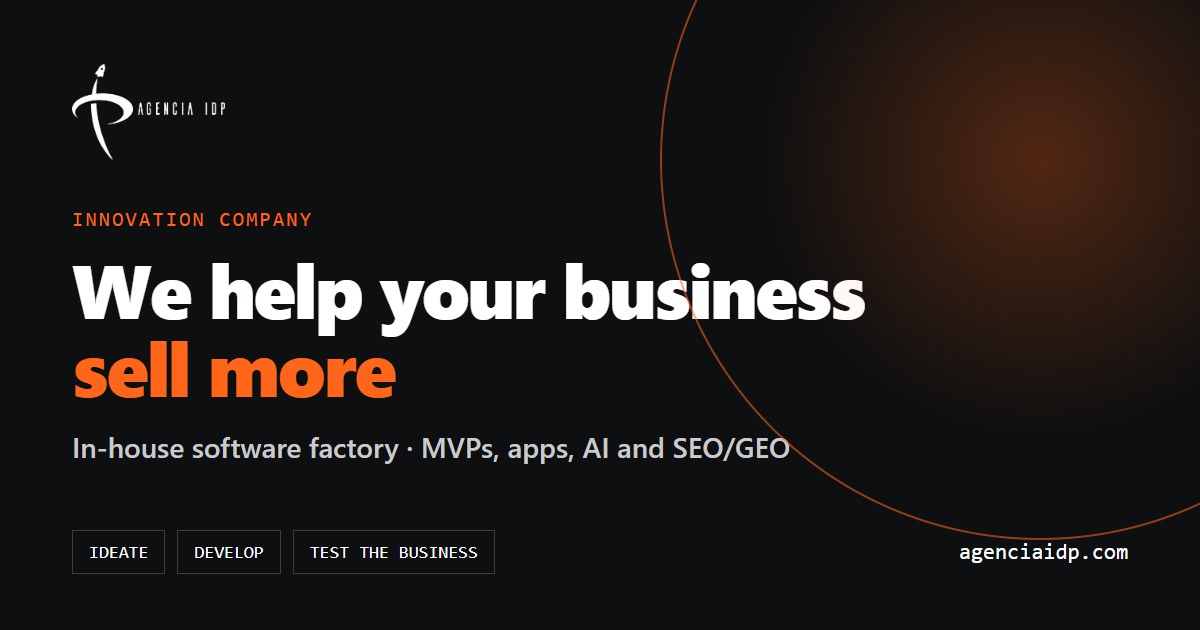 AGENCIA IDP
INNOVATION COMPANY
We help your business
sell more
In-house software factory · MVPs, apps, AI and SEO/GEO
IDEATE
DEVELOP
TEST THE BUSINESS
agenciaidp.com